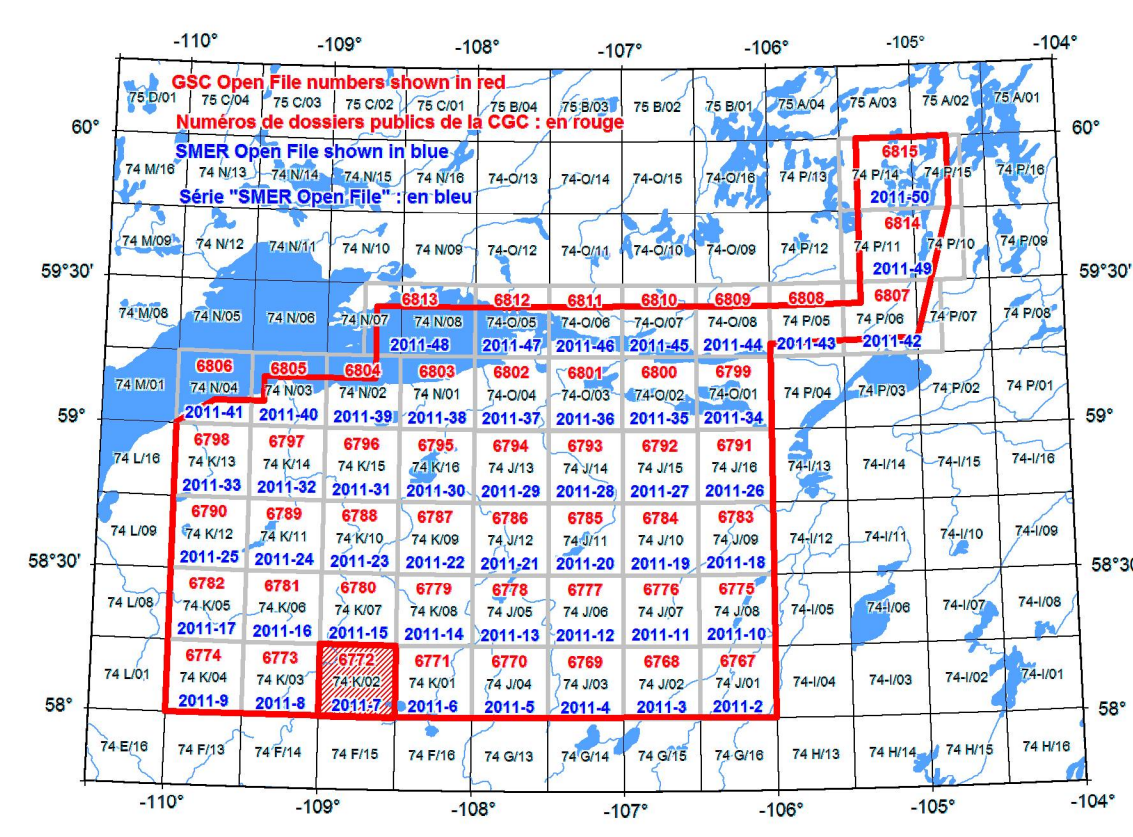 -110° -109° -108° -107° -106° -105° -104°
GSC Open File numbers shown in red
75 D/01 75 C/04 75 C/03 75 C/02 75 C/01 75 B/04 75 B/03 75 B/02 75 B/01 75 A/04 75 A/03 75 A/02 75 A/01
Numéros de dossiers publics de la CGC : en rouge
60° 60°
SMER Open File shown in blue
6815
74 M/16 74 N/13 74 N/14 74 N/15 74 N/16 74-O/13 74-O/14 74-O/15 74-O/16 74 P/13 74 P/14 74 P/15 74 P/16
Série "SMER Open File" : en bleu
2011-50
6814
74 M/09 74 N/12 74 N/11 74 N/10 74 N/09 74-O/12 74-O/11 74-O/10 74-O/09 74 P/12 74 P/11 74 P/10 74 P/09
2011-49
59°30' 59°30'
6813 6812 6811 6810 6809 6808 6807
74 M/08 74 N/05 74 N/06 74 N/07 74 N/08 74-O/05 74-O/06 74-O/07 74-O/08 74 P/05 74 P/06 74 P/07 74 P/08
2011-48 2011-47 2011-46 2011-45 2011-44 2011-43 2011-42
6806 6805 6804 6803 6802 6801 6800 6799
74 M/01 74 N/04 74 N/03 74 N/02 74 N/01 74-O/04 74-O/03 74-O/02 74-O/01 74 P/04 74 P/03 74 P/02 74 P/01
2011-41 2011-40 2011-39 2011-38 2011-37 2011-36 2011-35 2011-34
59° 59°
6798 6797 6796 6795 6794 6793 6792 6791
74 L/16 74 K/13 74 K/14 74 K/15 74 K/16 74 J/13 74 J/14 74 J/15 74 J/16 74-I/13 74-I/14 74-I/15 74-I/16
2011-33 2011-32 2011-31 2011-30 2011-29 2011-28 2011-27 2011-26
6790 6789 6788 6787 6786 6785 6784 6783
74 L/09 74 K/12 74 K/11 74 K/10 74 K/09 74 J/12 74 J/11 74 J/10 74 J/09 74-I/12 74-I/11 74-I/10 74-I/09
2011-25 2011-24 2011-23 2011-22 2011-21 2011-20 2011-19 2011-18
58°30' 58°30'
6782 6781 6780 6779 6778 6777 6776 6775
74 L/08 74 K/05 74 K/06 74 K/07 74 K/08 74 J/05 74 J/06 74 J/07 74 J/08 74-I/05 74-I/06 74-I/07 74-I/08
2011-17 2011-16 2011-15 2011-14 2011-13 2011-12 2011-11 2011-10
6774 6773 6772 6771 6770 6769 6768 6767
74 L/01 74 K/04 74 K/03 74 K/02 74 K/01 74 J/04 74 J/03 74 J/02 74 J/01 74-I/04 74-I/03 74-I/02 74-I/01
2011-9 2011-8 2011-7 2011-6 2011-5 2011-4 2011-3 2011-2
58° 58°
74 E/16 74 F/13 74 F/14 74 F/15 74 F/16 74 G/13 74 G/14 74 G/15 74 G/16 74 H/13 74 H/14 74 H/15 74 H/16
-110° -109° -108° -107° -106° -105° -104°